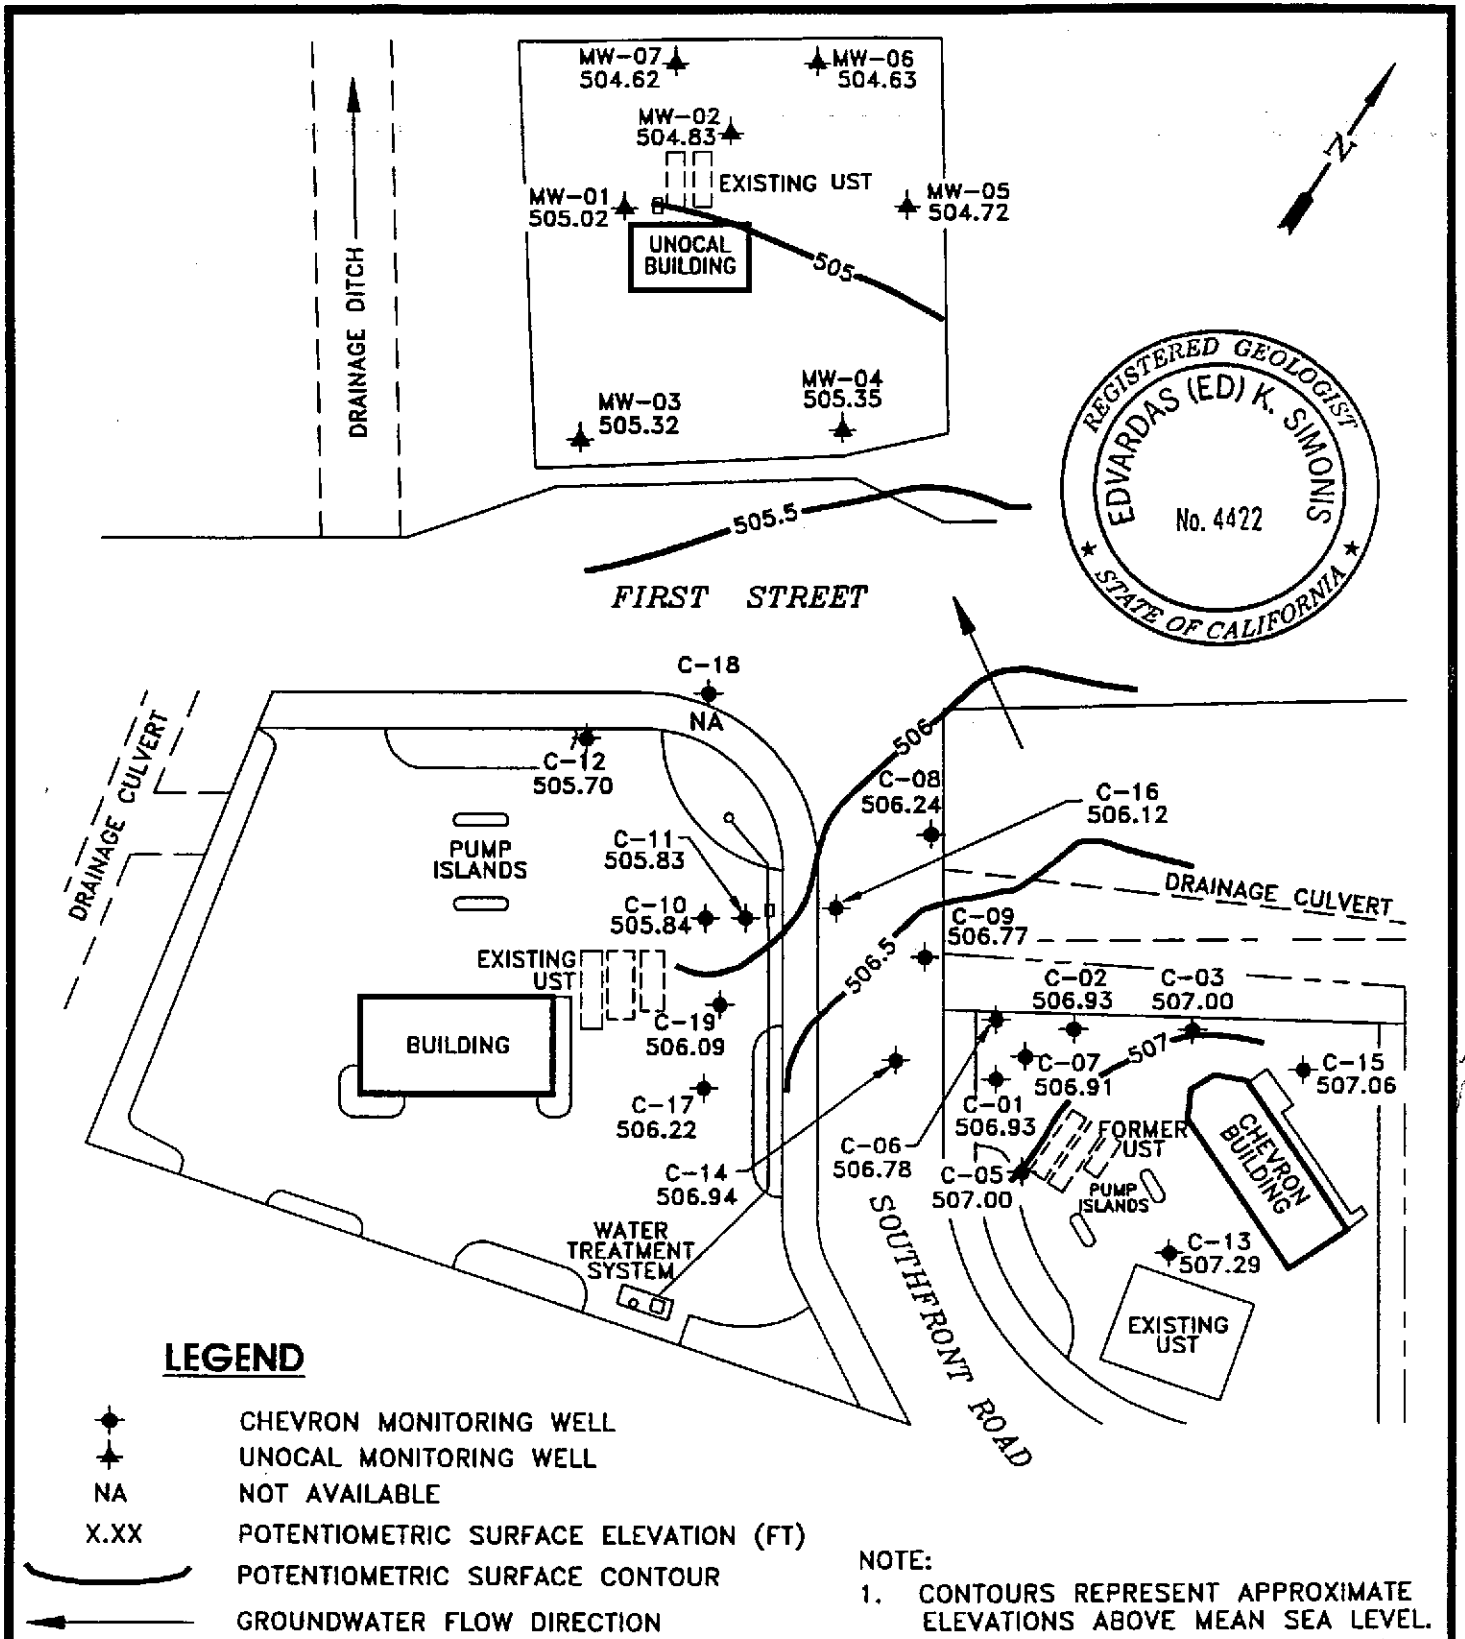 MW-07
504.62
MW-06
504.63
MW-02
504.83
EXISTING UST
MW-01
505.02
MW-05
504.72
UNOCAL
BUILDING
505
DRAINAGE DITCH
N
MW-03
505.32
MW-04
505.35
505.5
REGISTERED GEOLOGIST
EDVARDAS (ED) K. SIMONIS
No. 4422
★ STATE OF CALIFORNIA ★
FIRST STREET
C-18
NA
DRAINAGE CULVERT
C-12
505.70
506
C-08
506.24
C-16
506.12
PUMP
ISLANDS
C-11
505.83
C-10
505.84
DRAINAGE CULVERT
C-09
506.77
EXISTING
UST
506.5
C-02
506.93
C-03
507.00
BUILDING
C-19
506.09
507
C-07
506.91
C-15
507.06
C-17
506.22
C-01
506.93
FORMER
UST
CHEVRON
BUILDING
C-06
506.78
C-14
506.94
C-05
507.00
PUMP
ISLANDS
WATER
TREATMENT
SYSTEM
C-13
507.29
SOUTHFRONT ROAD
EXISTING
UST
LEGEND
CHEVRON MONITORING WELL
UNOCAL MONITORING WELL
NA NOT AVAILABLE
X.XX POTENTIOMETRIC SURFACE ELEVATION (FT)
POTENTIOMETRIC SURFACE CONTOUR
GROUNDWATER FLOW DIRECTION
NOTE:
1. CONTOURS REPRESENT APPROXIMATE
ELEVATIONS ABOVE MEAN SEA LEVEL.